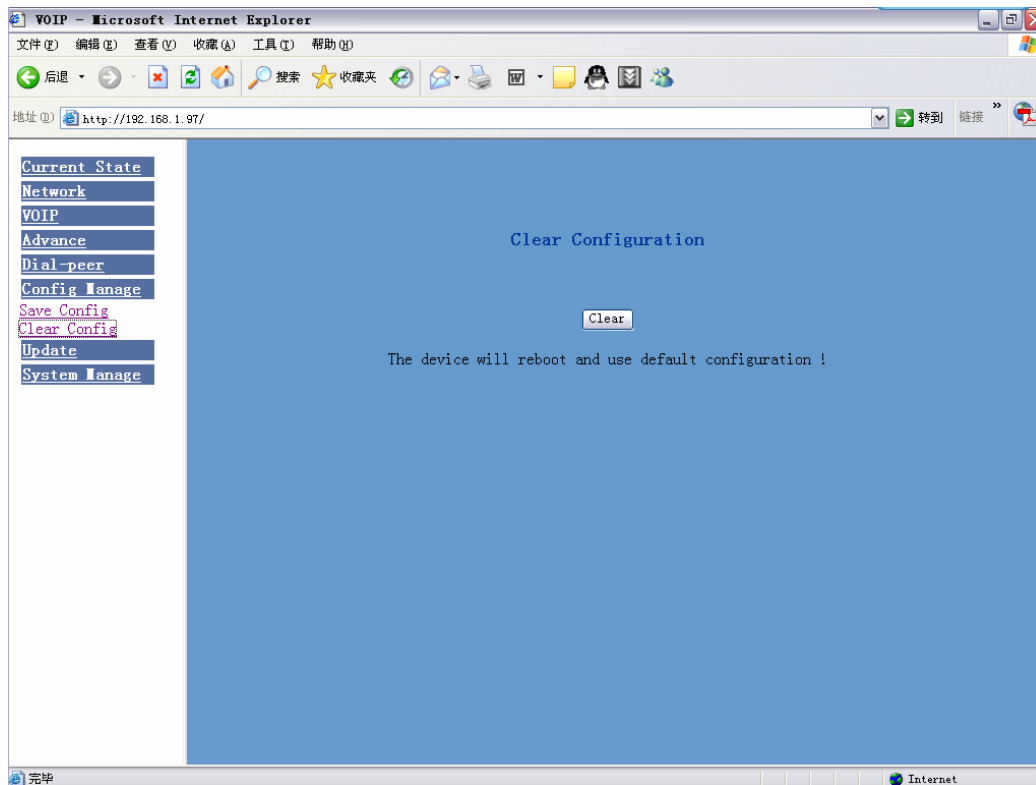 VOIP - Microsoft Internet Explorer
文件(F) 编辑(E) 查看(V) 收藏(A) 工具(T) 帮助(H)
后退 搜索 收藏夹
地址(D) http://192.168.1.97/ 转到 链接 »
Current State
Network
VOIP
Advance
Dial-peer
Config Manage
Save Config
Clear Config
Update
System Manage
Clear Configuration
Clear
The device will reboot and use default configuration !
完毕 Internet